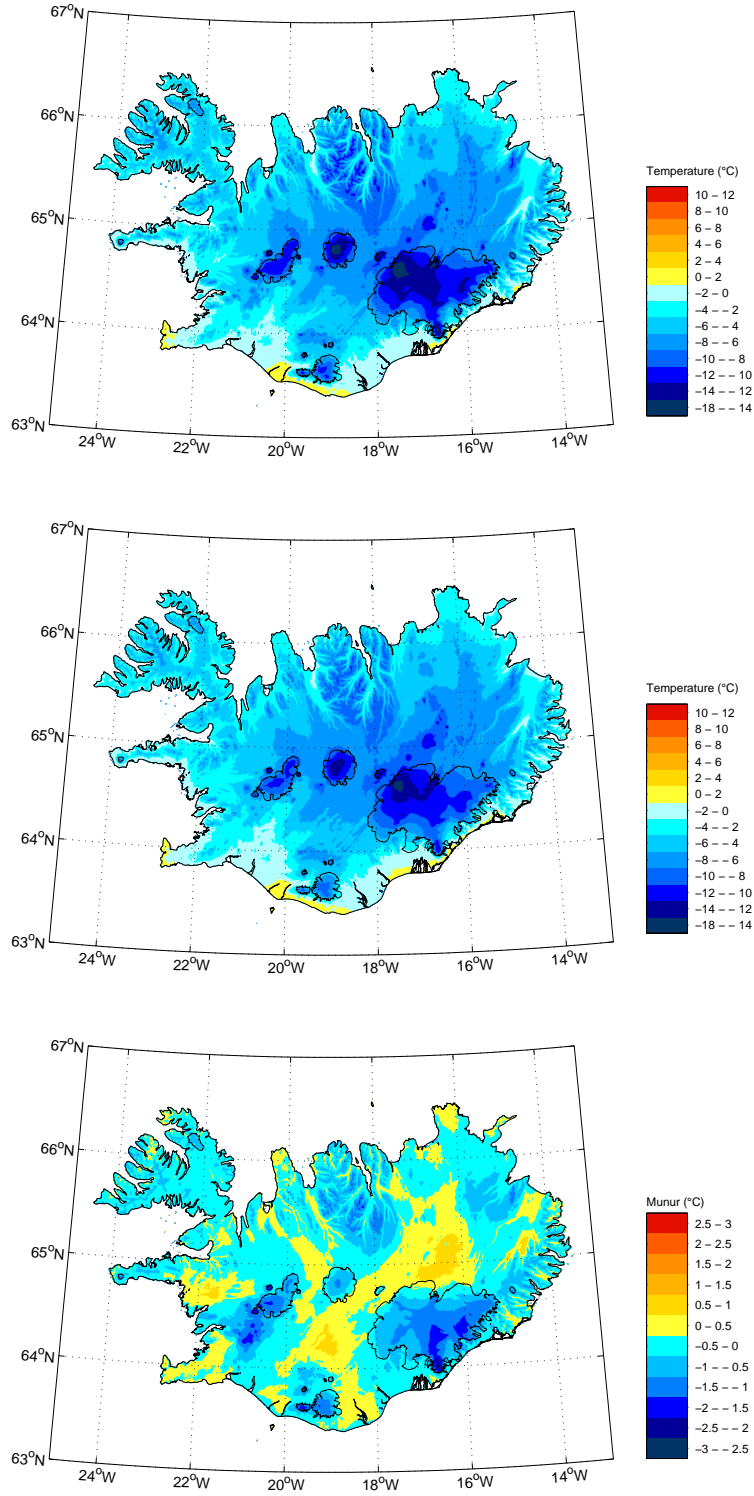 67°N
66°N
65°N
64°N
63°N
24°W
22°W
20°W
18°W
16°W
14°W
Temperature (°C)
10 – 12
8 – 10
6 – 8
4 – 6
2 – 4
0 – 2
–2 – 0
–4 – –2
–6 – –4
–8 – –6
–10 – –8
–12 – –10
–14 – –12
–18 – –14
67°N
66°N
65°N
64°N
63°N
24°W
22°W
20°W
18°W
16°W
14°W
Temperature (°C)
10 – 12
8 – 10
6 – 8
4 – 6
2 – 4
0 – 2
–2 – 0
–4 – –2
–6 – –4
–8 – –6
–10 – –8
–12 – –10
–14 – –12
–18 – –14
67°N
66°N
65°N
64°N
63°N
24°W
22°W
20°W
18°W
16°W
14°W
Munur (°C)
2.5 – 3
2 – 2.5
1.5 – 2
1 – 1.5
0.5 – 1
0 – 0.5
–0.5 – 0
–1 – –0.5
–1.5 – –1
–2 – –1.5
–2.5 – –2
–3 – –2.5